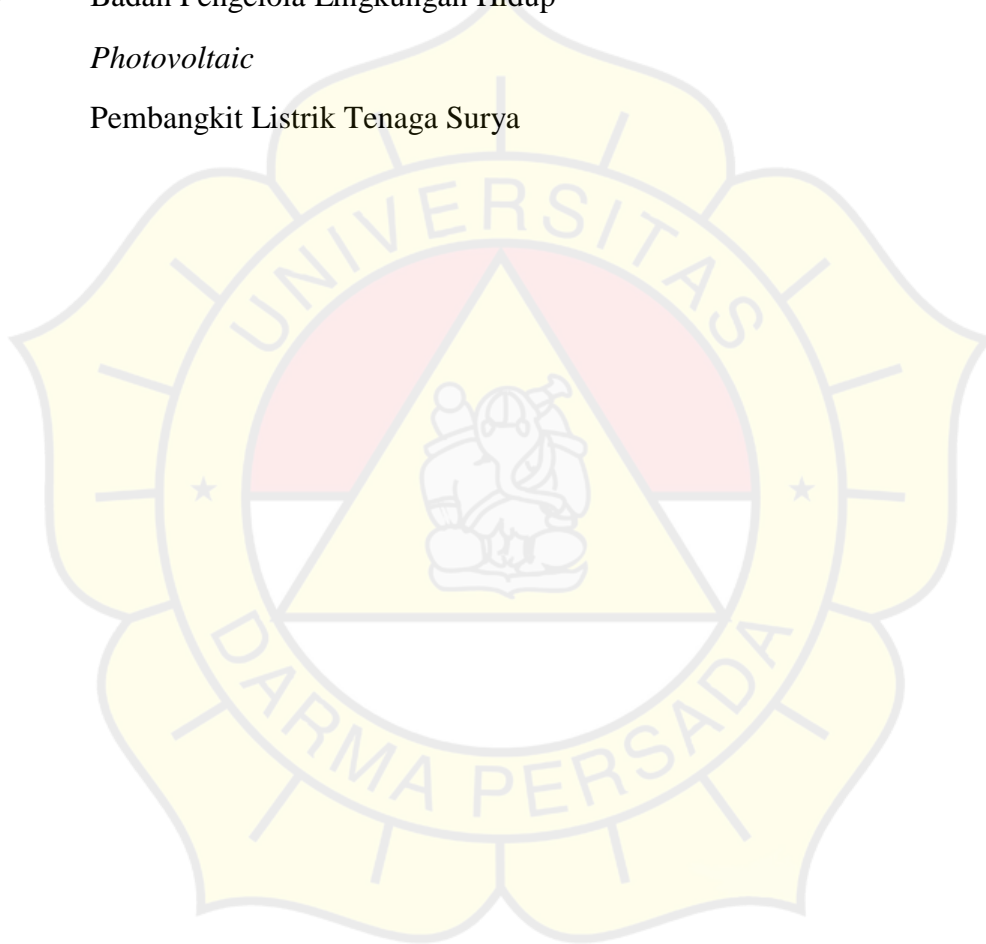 Badan Pengelola Lingkungan Hidup
Photovoltaic
Pembangkit Listrik Tenaga Surya
UNIVERSITAS
DARMA PERSADA